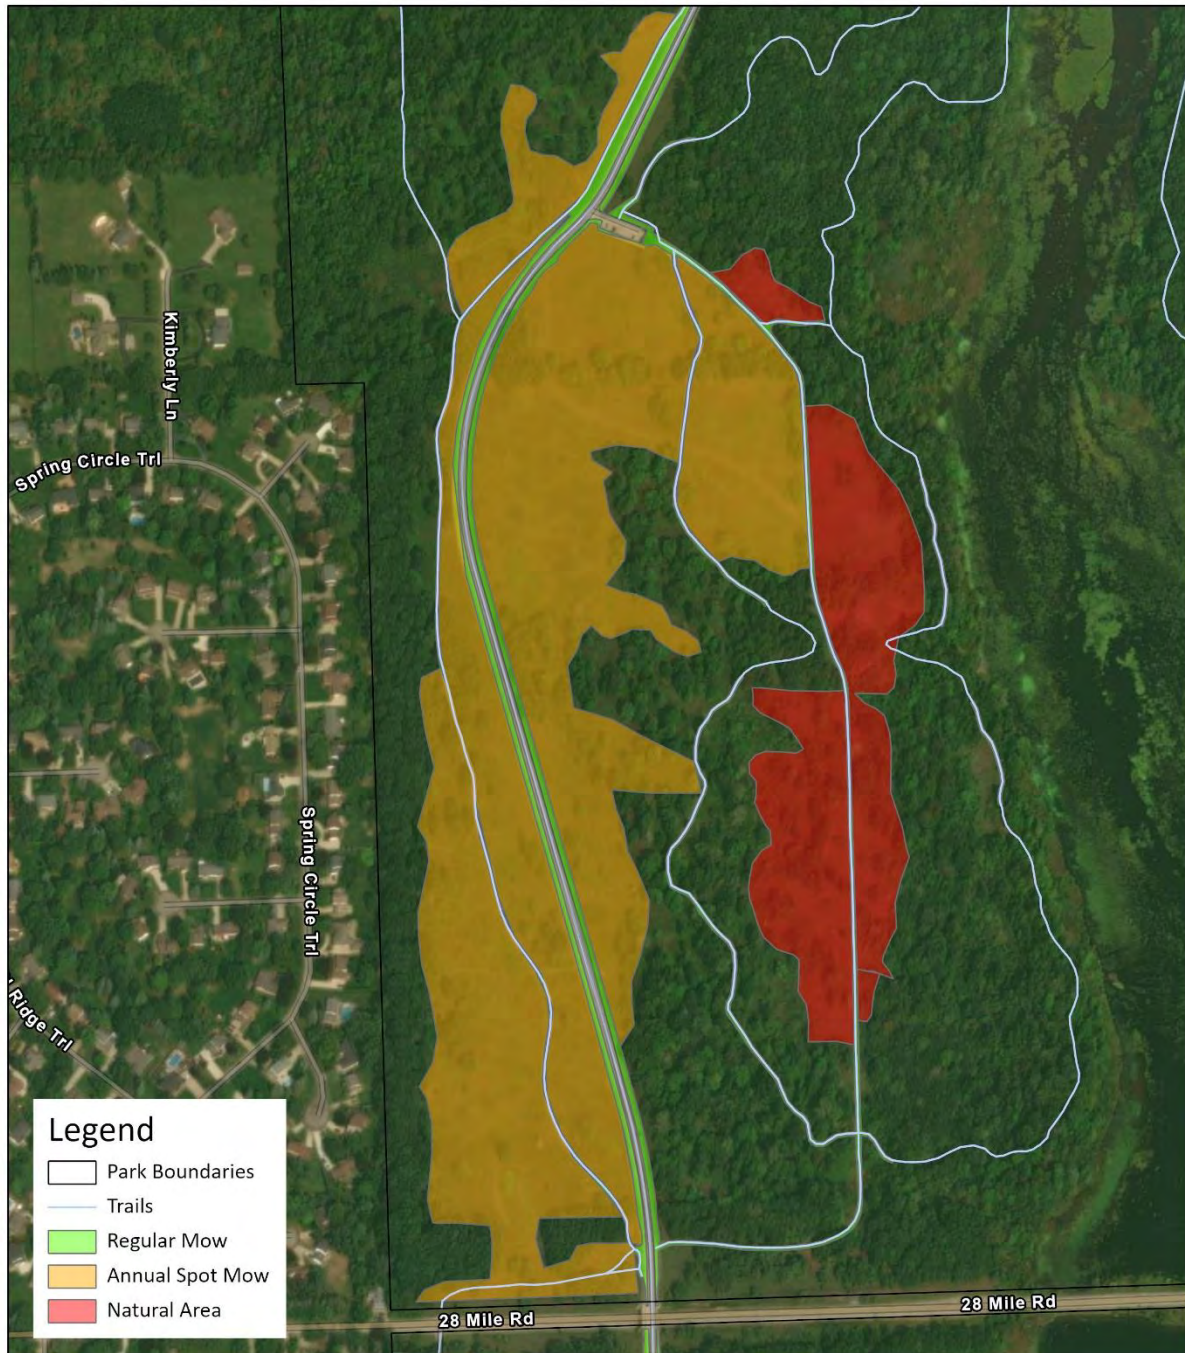 Kimberly Ln
Spring Circle Trl
Spring Circle Trl
Ridge Trl
Legend
Park Boundaries
Trails
Regular Mow
Annual Spot Mow
Natural Area
28 Mile Rd
28 Mile Rd